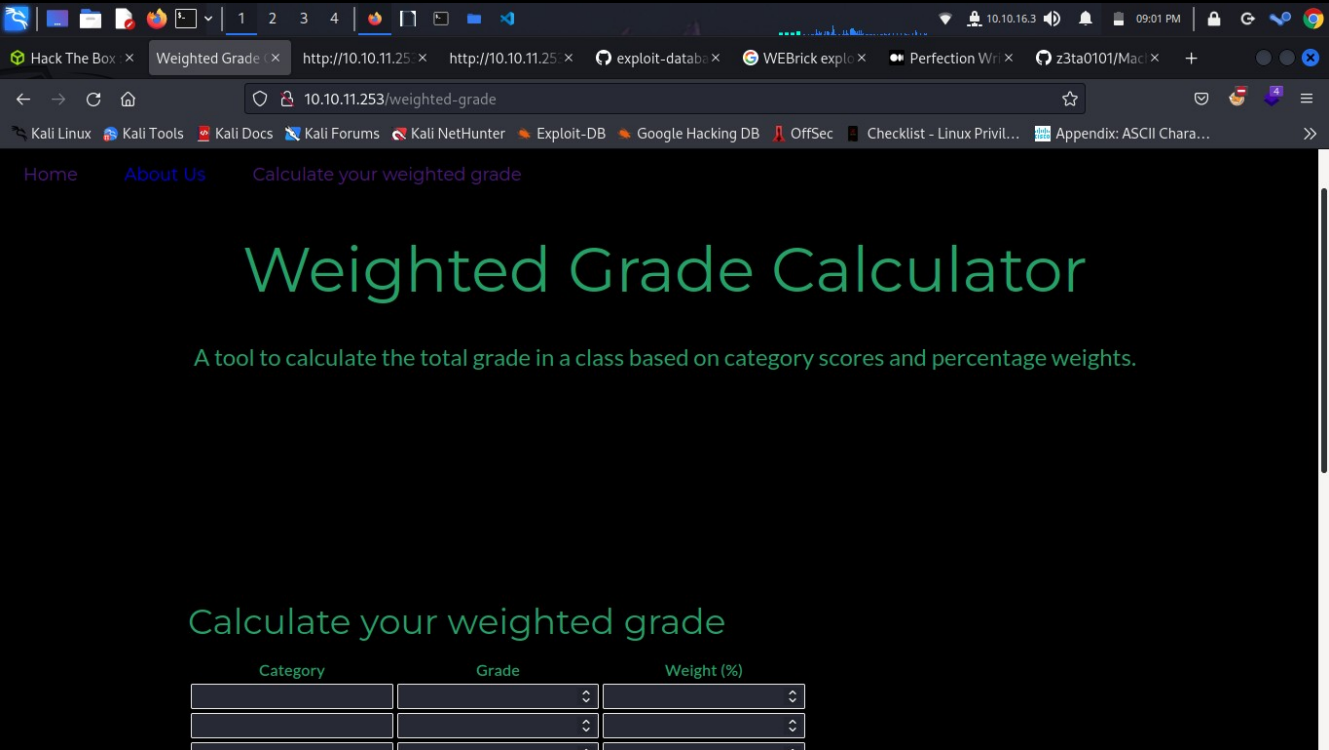 1 2 3 4 10.10.16.3 09:01 PM
Hack The Box Weighted Grade http://10.10.11.25 http://10.10.11.25 exploit-databa WEBrick explo Perfection Wri z3ta0101/Mac
10.10.11.253/weighted-grade
Kali Linux Kali Tools Kali Docs Kali Forums Kali NetHunter Exploit-DB Google Hacking DB OffSec Checklist - Linux Privil... Appendix: ASCII Chara...
Home About Us Calculate your weighted grade
Weighted Grade Calculator
A tool to calculate the total grade in a class based on category scores and percentage weights.
Calculate your weighted grade
Category Grade Weight (%)